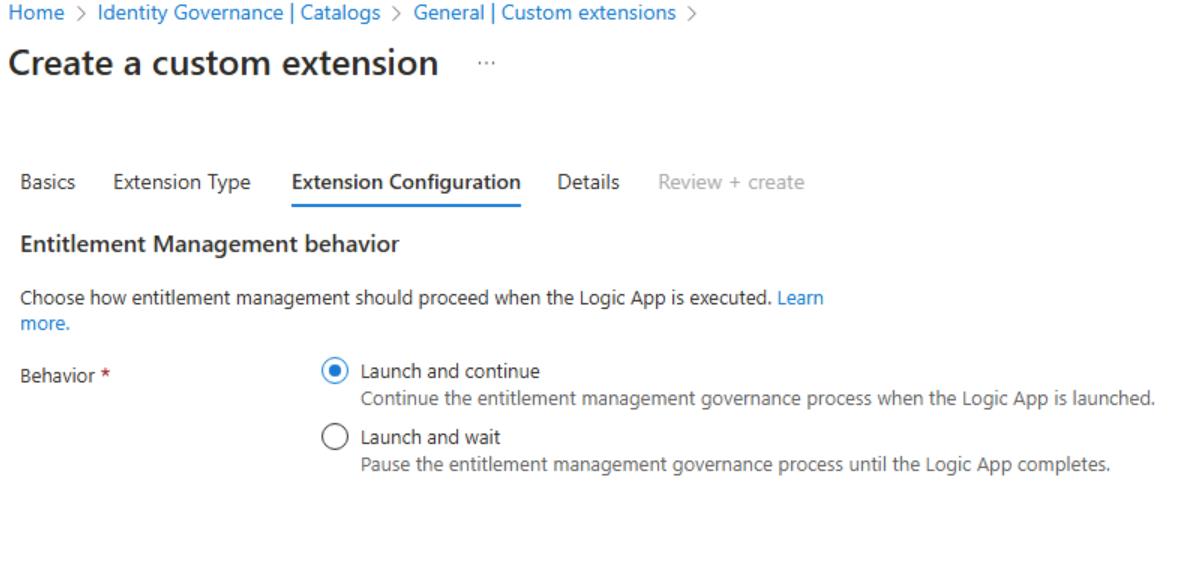 Home > Identity Governance | Catalogs > General | Custom extensions >
Create a custom extension ...
Basics Extension Type Extension Configuration Details Review + create
Entitlement Management behavior
Choose how entitlement management should proceed when the Logic App is executed. Learn
more.
Behavior * Launch and continue
Continue the entitlement management governance process when the Logic App is launched.
Launch and wait
Pause the entitlement management governance process until the Logic App completes.